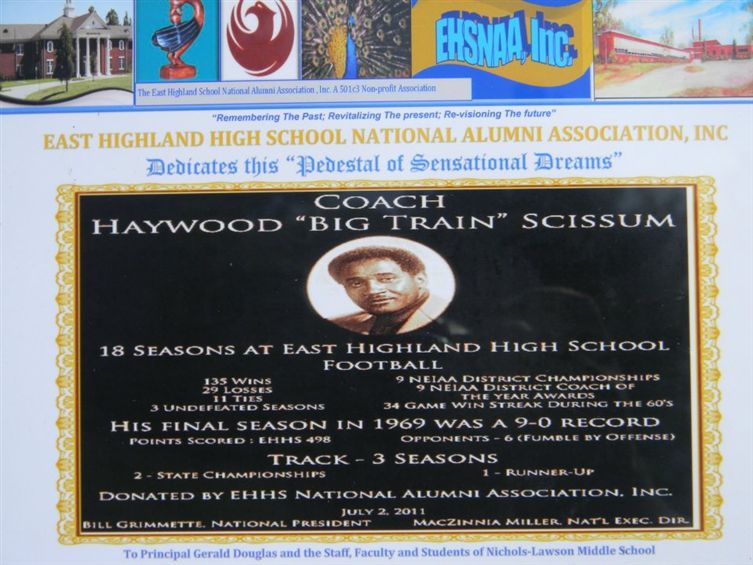 EHSNAA, Inc.
The East Highland School National Alumni Association , Inc. A 501c3 Non-profit Association
"Remembering The Past; Revitalizing The present; Re-visioning The future"
EAST HIGHLAND HIGH SCHOOL NATIONAL ALUMNI ASSOCIATION, INC
Dedicates this "Pedestal of Sensational Dreams"
COACH
HAYWOOD "BIG TRAIN" SCISSUM
18 SEASONS AT EAST HIGHLAND HIGH SCHOOL
FOOTBALL
135 WINS
29 LOSSES
11 TIES
3 UNDEFEATED SEASONS
9 NEIAA DISTRICT CHAMPIONSHIPS
9 NEIAA DISTRICT COACH OF
THE YEAR AWARDS
34 GAME WIN STREAK DURING THE 60'S
HIS FINAL SEASON IN 1969 WAS A 9-0 RECORD
POINTS SCORED : EHHS 498 OPPONENTS - 6 (FUMBLE BY OFFENSE)
TRACK - 3 SEASONS
2 - STATE CHAMPIONSHIPS 1 - RUNNER-UP
DONATED BY EHHS NATIONAL ALUMNI ASSOCIATION, INC.
JULY 2, 2011
BILL GRIMMETTE, NATIONAL PRESIDENT MACZINNIA MILLER, NAT'L EXEC. DIR.
To Principal Gerald Douglas and the Staff, Faculty and Students of Nichols-Lawson Middle School